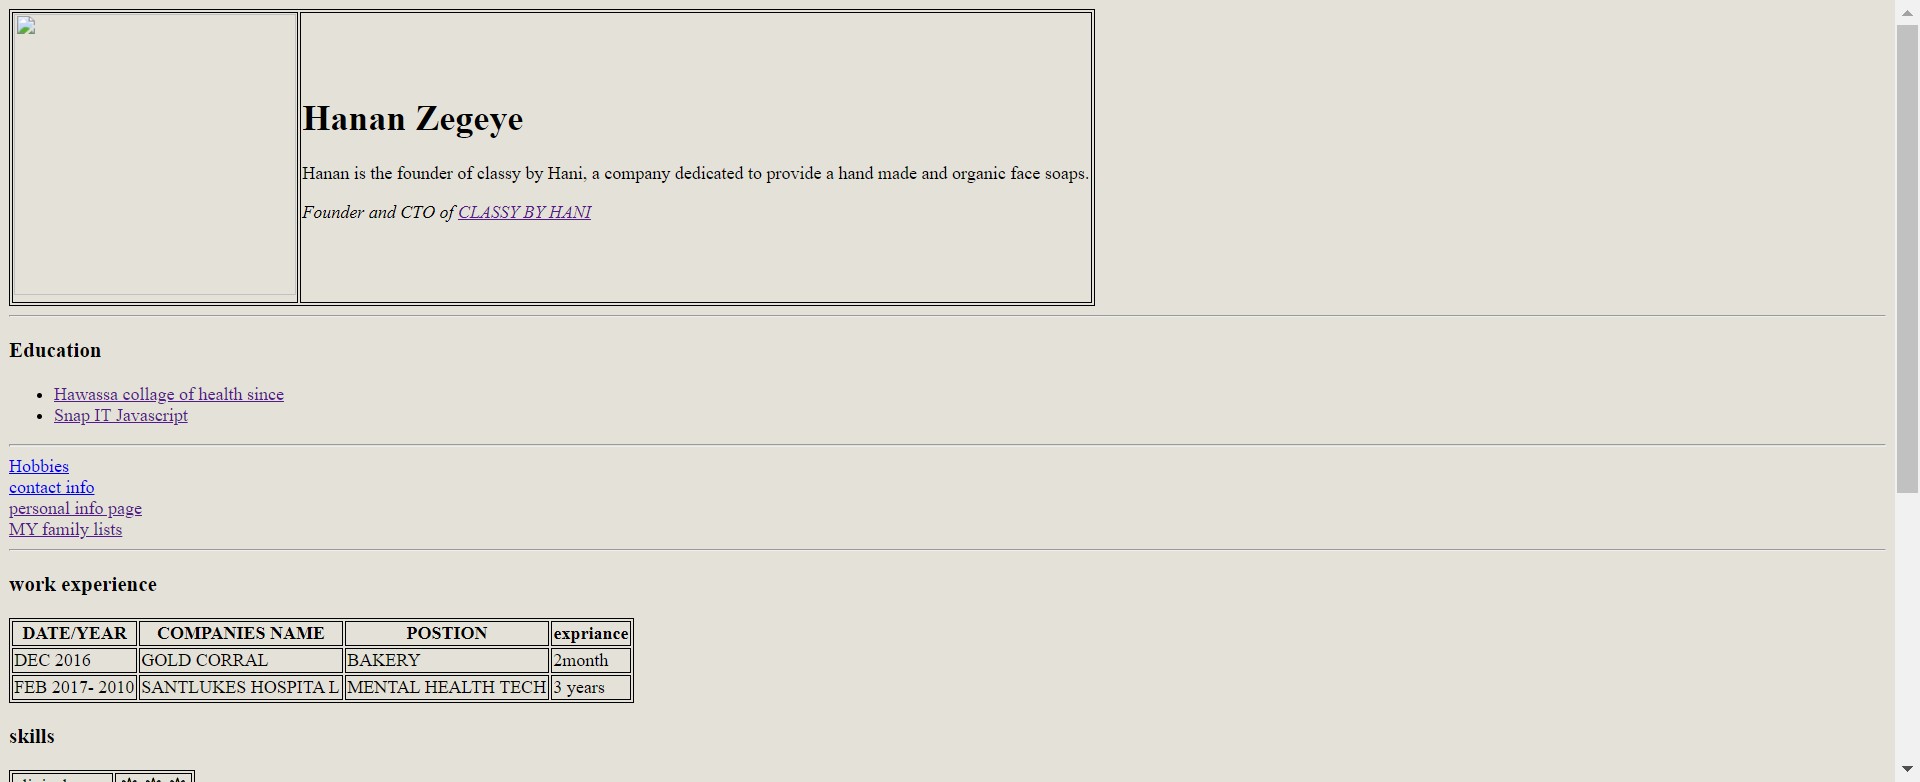 Hanan Zegeye
Hanan is the founder of classy by Hani, a company dedicated to provide a hand made and organic face soaps.
Founder and CTO of CLASSY BY HANI
Education
Hawassa collage of health since
Snap IT Javascript
Hobbies
contact info
personal info page
MY family lists
work experience
DATE/YEAR COMPANIES NAME POSTION expriance
DEC 2016 GOLD CORRAL BAKERY 2month
FEB 2017- 2010 SANTLUKES HOSPITA L MENTAL HEALTH TECH 3 years
skills